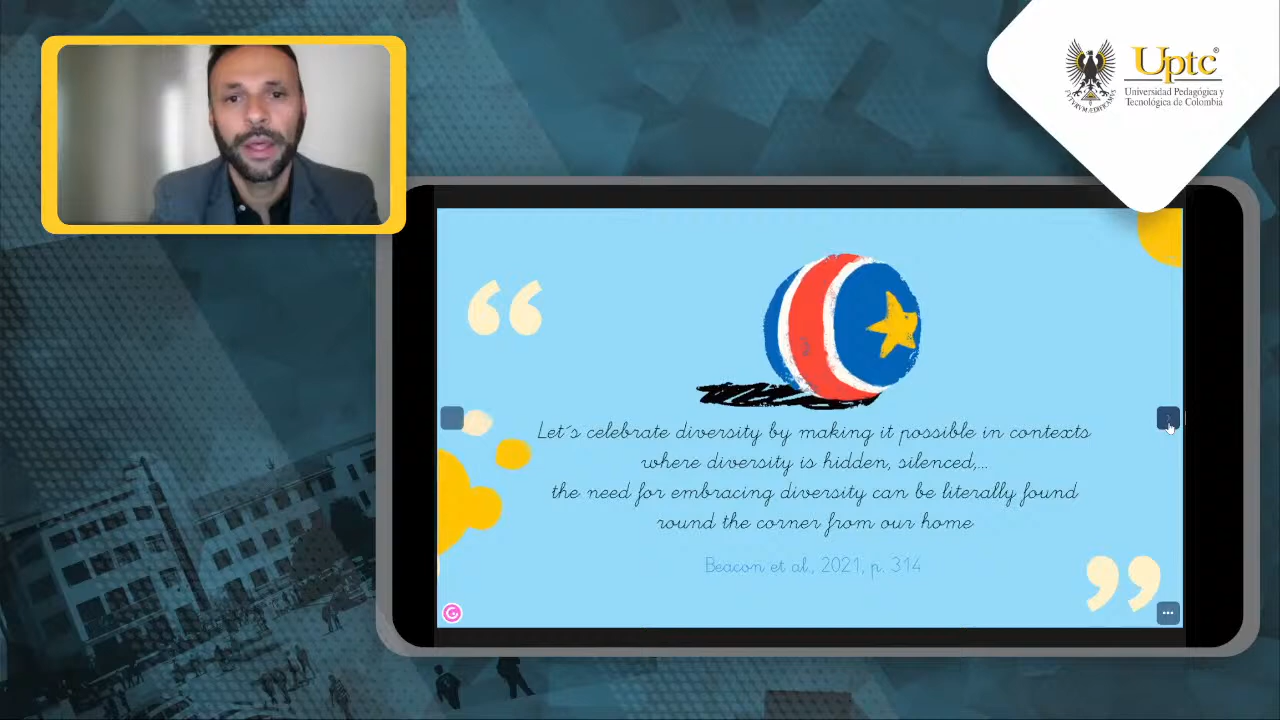 Uptc®
Universidad Pedagógica y
Tecnológica de Colombia
“
Let´s celebrate diversity by making it possible in contexts
where diversity is hidden, silenced,...
the need for embracing diversity can be literally found
round the corner from our home
Beacon et al., 2021, p. 314
”